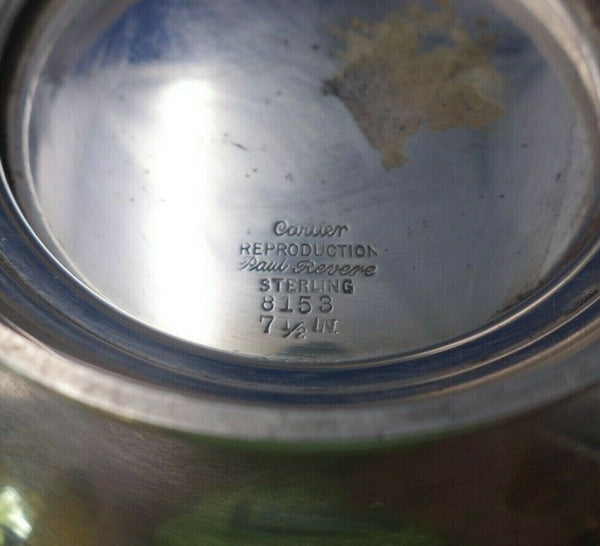 Cartier
REPRODUCTION
Paul Revere
STERLING
8153
7 1/2 IN.